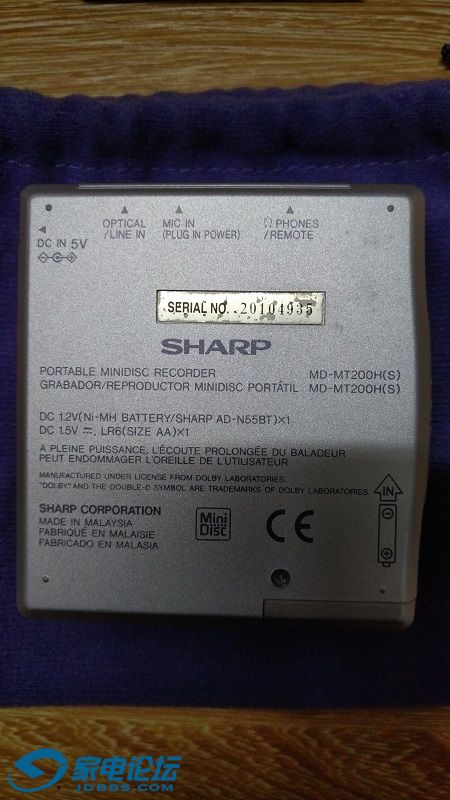 OPTICAL /LINE IN
MIC IN (PLUG IN POWER)
PHONES /REMOTE
DC IN 5V
SERIAL NO. . 20104935
SHARP
PORTABLE MINIDISC RECORDER MD-MT200H(S)
GRABADOR/REPRODUCTOR MINIDISC PORTÁTIL MD-MT200H(S)
DC 1.2V(Ni-MH BATTERY/SHARP AD-N55BT)×1
DC 1.5V ⎓, LR6(SIZE AA)×1
A PLEINE PUISSANCE, L'ÉCOUTE PROLONGÉE DU BALADEUR
PEUT ENDOMMAGER L'OREILLE DE L'UTILISATEUR.
MANUFACTURED UNDER LICENSE FROM DOLBY LABORATORIES.
"DOLBY" AND THE DOUBLE-D SYMBOL ARE TRADEMARKS OF DOLBY LABORATORIES
IN
SHARP CORPORATION
MADE IN MALAYSIA
FABRIQUÉ EN MALAISIE
FABRICADO EN MALASIA
Mini Disc
CE
家电论坛
JDBBS.COM